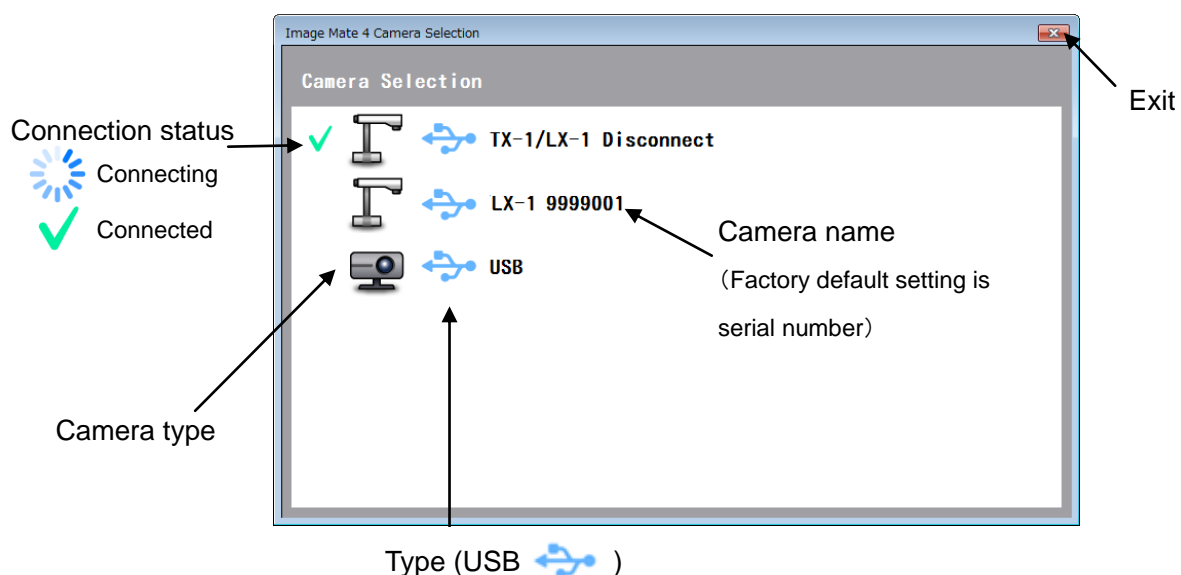 Image Mate 4 Camera Selection
Camera Selection
Exit
Connection status
Connecting
Connected
TX-1/LX-1 Disconnect
LX-1 9999001
USB
Camera name
（Factory default setting is
serial number）
Camera type
Type (USB )